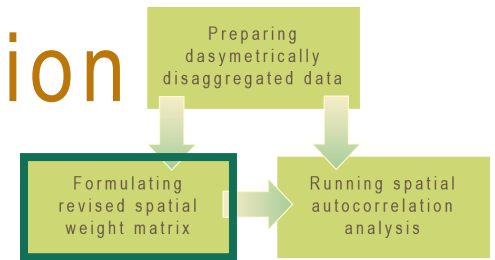 ion
Preparing
dasymetrically
disaggregated data
Formulating
revised spatial
weight matrix
Running spatial
autocorrelation
analysis